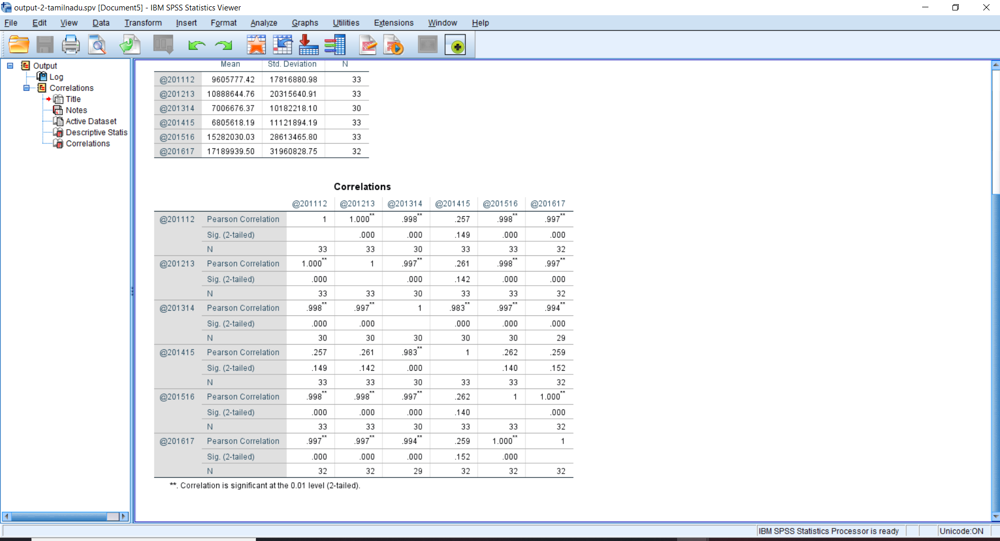 output-2-tamilnadu.spv [Document5] - IBM SPSS Statistics Viewer
File Edit View Data Transform Insert Format Analyze Graphs Utilities Extensions Window Help
Output
Log
Correlations
Title
Notes
Active Dataset
Descriptive Statis
Correlations
Mean Std. Deviation N
@201112 9605777.42 17816880.98 33
@201213 10888644.76 20315640.91 33
@201314 7006676.37 10182218.10 30
@201415 6805618.19 11121894.19 33
@201516 15282030.03 28613465.80 33
@201617 17189939.50 31960828.75 32
Correlations
@201112 @201213 @201314 @201415 @201516 @201617
@201112 Pearson Correlation 1 1.000** .998** .257 .998** .997**
Sig. (2-tailed) .000 .000 .149 .000 .000
N 33 33 30 33 33 32
@201213 Pearson Correlation 1.000** 1 .997** .261 .998** .997**
Sig. (2-tailed) .000 .000 .142 .000 .000
N 33 33 30 33 33 32
@201314 Pearson Correlation .998** .997** 1 .983** .997** .994**
Sig. (2-tailed) .000 .000 .000 .000 .000
N 30 30 30 30 30 29
@201415 Pearson Correlation .257 .261 .983** 1 .262 .259
Sig. (2-tailed) .149 .142 .000 .140 .152
N 33 33 30 33 33 32
@201516 Pearson Correlation .998** .998** .997** .262 1 1.000**
Sig. (2-tailed) .000 .000 .000 .140 .000
N 33 33 30 33 33 32
@201617 Pearson Correlation .997** .997** .994** .259 1.000** 1
Sig. (2-tailed) .000 .000 .000 .152 .000
N 32 32 29 32 32 32
**. Correlation is significant at the 0.01 level (2-tailed).
IBM SPSS Statistics Processor is ready Unicode:ON